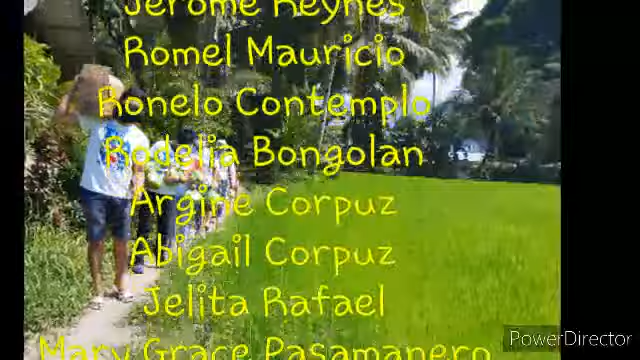 Jerome Reynes
Romel Mauricio
Ronelo Contemplo
Rodelia Bongolan
Argine Corpuz
Abigail Corpuz
Jelita Rafael
Mary Grace Pasamanero
PowerDirector